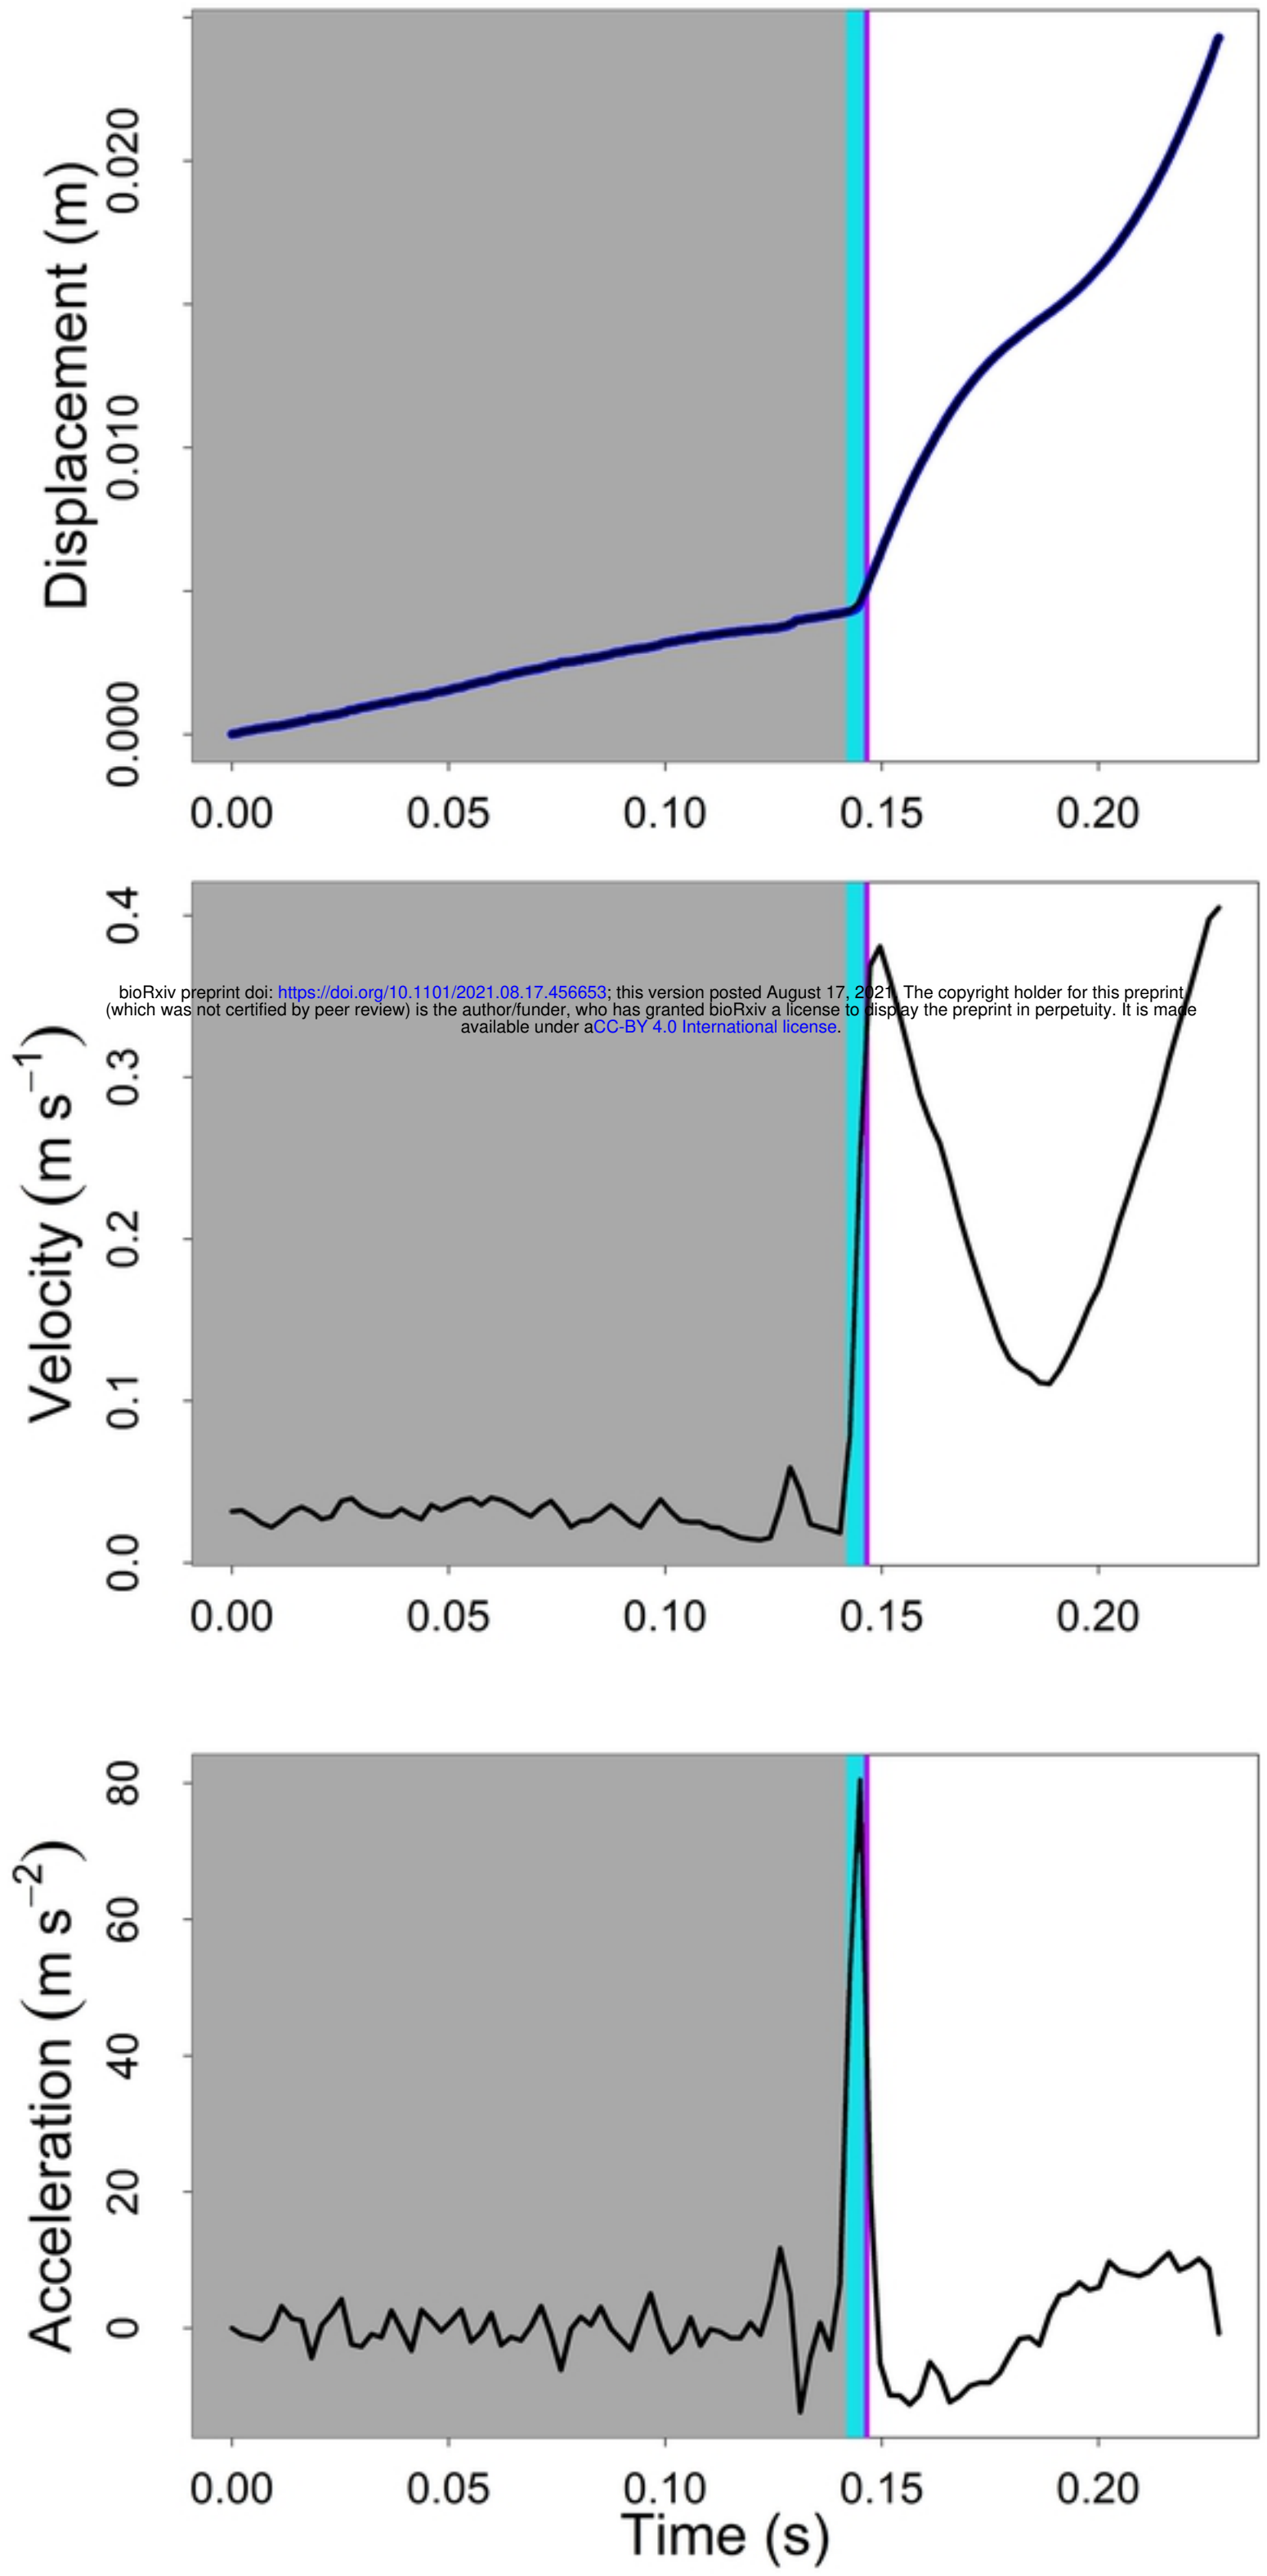 Displacement (m)
0.020
0.010
0.000
0.00 0.05 0.10 0.15 0.20
Velocity (m s⁻¹)
0.4
0.3
0.2
0.1
0.0
bioRxiv preprint doi: https://doi.org/10.1101/2021.08.17.456653; this version posted August 17, 2021. The copyright holder for this preprint
(which was not certified by peer review) is the author/funder, who has granted bioRxiv a license to display the preprint in perpetuity. It is made
available under aCC-BY 4.0 International license.
0.00 0.05 0.10 0.15 0.20
Acceleration (m s⁻²)
80
60
40
20
0
0.00 0.05 0.10 0.15 0.20
Time (s)